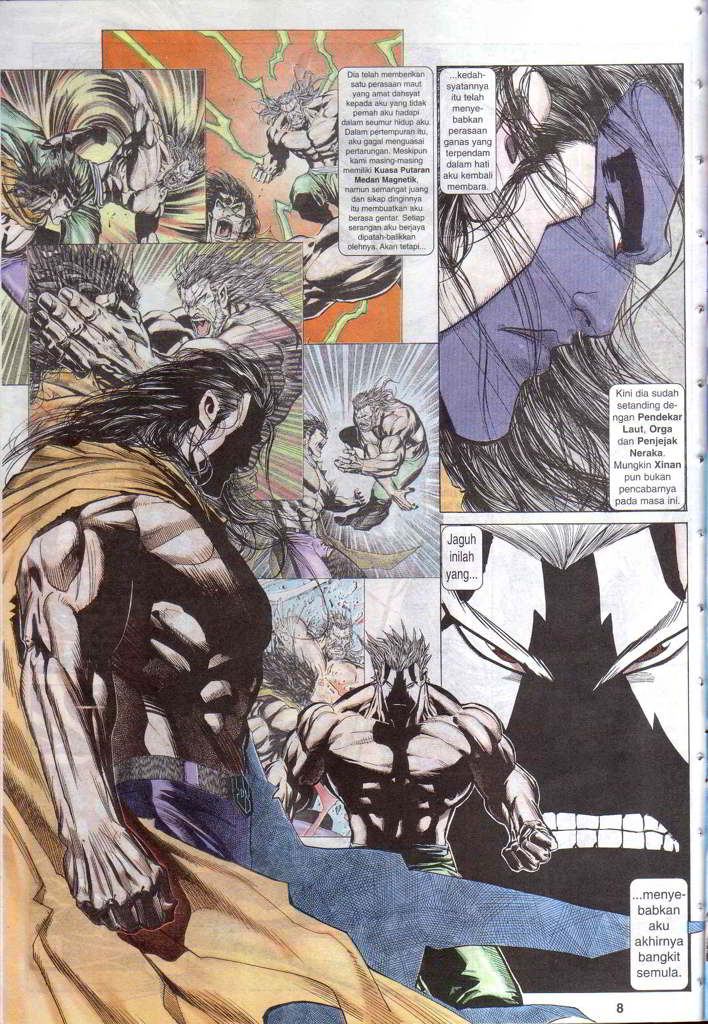 Dia telah memberikan
satu perasaan maut
yang amat dahsyat
kepada aku yang tidak
pernah aku hadapi
dalam seumur hidup aku.
Dalam pertempuran itu,
aku gagal menguasai
pertarungan. Meskipun
kami masing-masing
memiliki Kuasa Putaran
Medan Magnetik,
namun semangat juang
dan sikap dinginnya
itu membuatkan aku
berasa gentar. Setiap
serangan aku berjaya
dipatah-balikkan
olehnya. Akan tetapi...
...kedah-
syatannya
itu telah
menye-
babkan
perasaan
ganas yang
terpendam
dalam hati
aku kembali
membara.
Kini dia sudah
setanding de-
ngan Pendekar
Laut, Orga
dan Penjejak
Neraka.
Mungkin Xinan
pun bukan
pencabarnya
pada masa ini.
Jaguh
inilah
yang...
...menye-
babkan
aku
akhirnya
bangkit
semula.
8